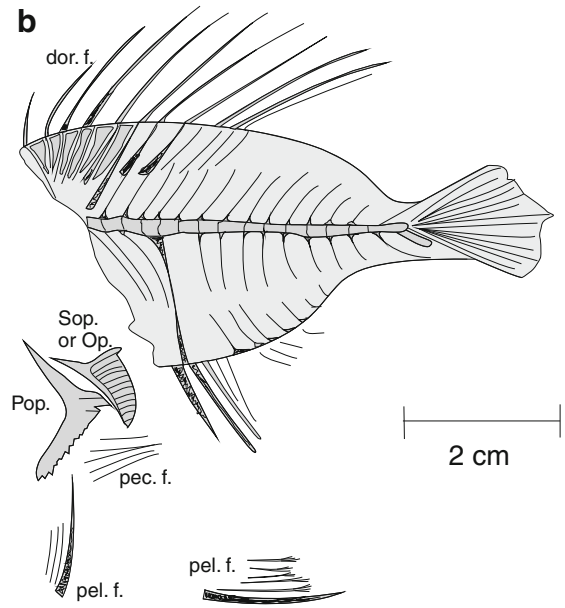 b
dor. f.
Sop.
or Op.
Pop.
2 cm
pec. f.
pel. f.
pel. f.